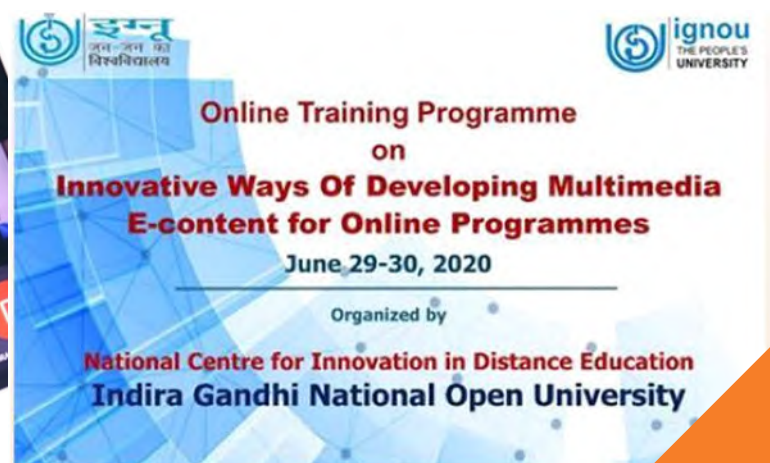 इग्नू
जन-जन का
विश्वविद्यालय
ignou
THE PEOPLE'S
UNIVERSITY
Online Training Programme
on
Innovative Ways Of Developing Multimedia
E-content for Online Programmes
June 29-30, 2020
Organized by
National Centre for Innovation in Distance Education
Indira Gandhi National Open University